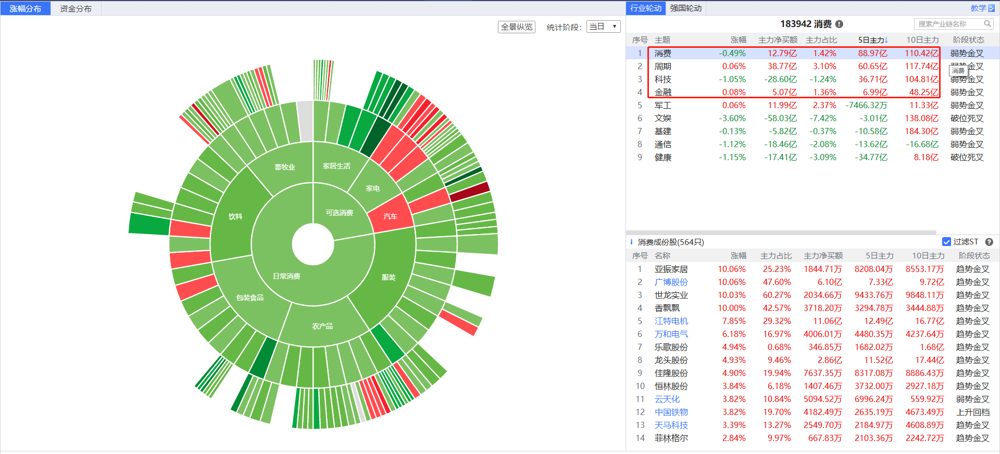 涨幅分布 资金分布
行业轮动 强国轮动 教学
全景纵览 统计阶段： 当日
183942 消费
搜索产业链名称
序号 主题 涨幅 主力净买额 主力占比 5日主力↓ 10日主力 阶段状态
1 消费 -0.49% 12.79亿 1.42% 88.97亿 110.42亿 弱势金叉
2 周期 0.06% 38.77亿 3.10% 60.65亿 117.74亿 弱势金叉
消费
3 科技 -1.05% -28.60亿 -1.24% 36.71亿 104.81亿 弱势金叉
4 金融 0.08% 5.07亿 1.36% 6.99亿 48.25亿 弱势金叉
5 军工 0.06% 11.99亿 2.37% -7466.32万 11.33亿 弱势金叉
6 文娱 -3.60% -58.03亿 -7.42% -3.01亿 138.08亿 破位死叉
7 基建 -0.13% -5.82亿 -0.37% -10.58亿 184.30亿 弱势金叉
8 通信 -1.12% -18.46亿 -2.08% -13.62亿 -16.68亿 弱势金叉
9 健康 -1.15% -17.41亿 -3.09% -34.77亿 8.18亿 破位死叉
畜牧业
家居生活
家电
可选消费
汽车
饮料
日常消费
服装
包装食品
农产品
消费成份股(564只) 过滤ST
序号 名称 涨幅 主力占比 主力净买额 5日主力 10日主力 阶段状态
1 亚振家居 10.06% 25.23% 1844.71万 8208.04万 8553.17万 趋势金叉
2 广博股份 10.06% 47.60% 6.10亿 7.33亿 9.72亿 趋势金叉
3 世龙实业 10.03% 60.27% 2034.66万 9433.76万 9848.11万 趋势金叉
4 香飘飘 10.00% 42.57% 3718.20万 3294.78万 3444.88万 趋势金叉
5 江特电机 7.85% 29.32% 11.06亿 12.49亿 16.77亿 趋势金叉
6 万和电气 6.18% 16.97% 4006.01万 4480.35万 4237.64万 趋势金叉
7 乐歌股份 4.94% 0.68% 346.85万 1682.02万 1.68亿 趋势金叉
8 龙头股份 4.93% 9.46% 2.86亿 11.52亿 17.44亿 趋势金叉
9 佳隆股份 4.90% 19.94% 7637.35万 8317.08万 8886.43万 趋势金叉
10 恒林股份 3.84% 6.18% 1407.46万 3732.00万 2927.18万 趋势金叉
11 云天化 3.82% 10.84% 5094.52万 6996.24万 559.92万 弱势金叉
12 中国铁物 3.82% 19.70% 4182.49万 2635.19万 4673.49万 上升回档
13 天马科技 3.39% 13.27% 2549.70万 2184.97万 4608.89万 趋势金叉
14 菲林格尔 2.84% 9.97% 667.83万 2103.36万 2242.72万 趋势金叉